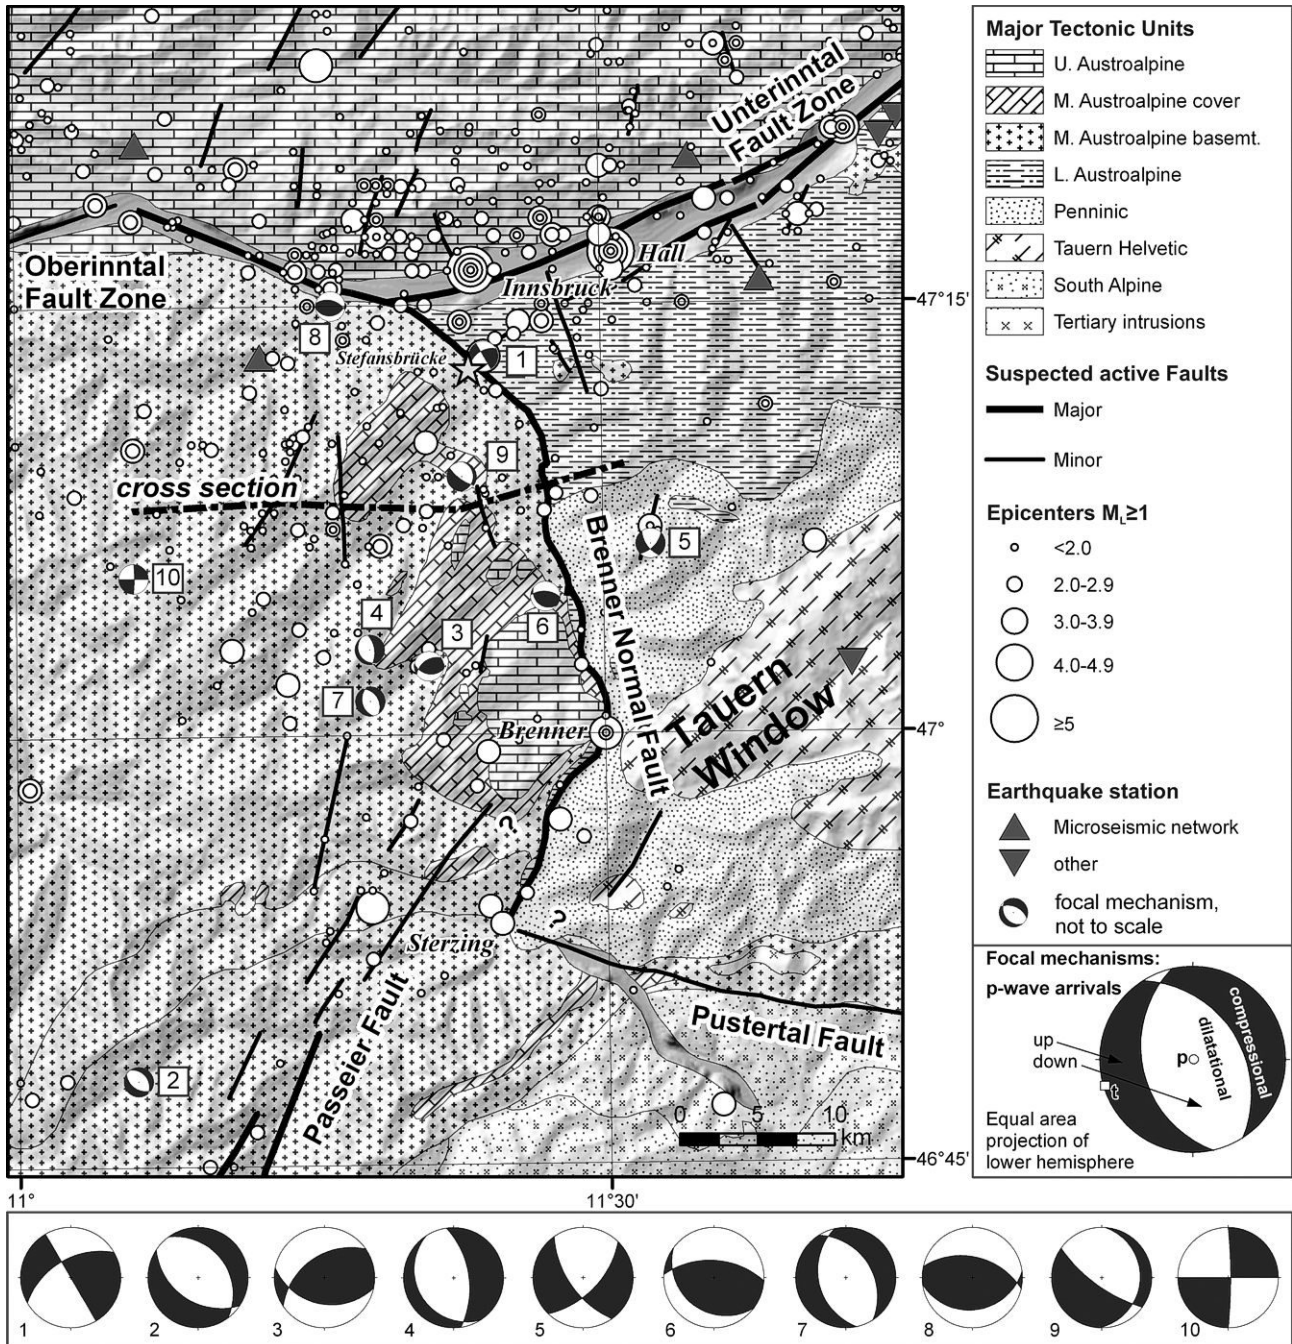 Unterinntal
Fault Zone
Oberinntal
Fault Zone
Hall
Innsbruck
Stefansbrücke
8
1
9
cross section
5
10
4
3
6
7
Brenner Normal Fault
Tauern
Window
Brenner
?
?
Sterzing
Passeier Fault
Pustertal Fault
2
0 5 10
km
47°15'
47°
46°45'
11°
11°30'
Major Tectonic Units
U. Austroalpine
M. Austroalpine cover
M. Austroalpine basemt.
L. Austroalpine
Penninic
Tauern Helvetic
South Alpine
Tertiary intrusions
Suspected active Faults
Major
Minor
Epicenters ML≥1
<2.0
2.0-2.9
3.0-3.9
4.0-4.9
≥5
Earthquake station
Microseismic network
other
focal mechanism,
not to scale
Focal mechanisms:
p-wave arrivals
up
down
p
t
dilatational
compressional
Equal area
projection of
lower hemisphere
1 2 3 4 5 6 7 8 9 10